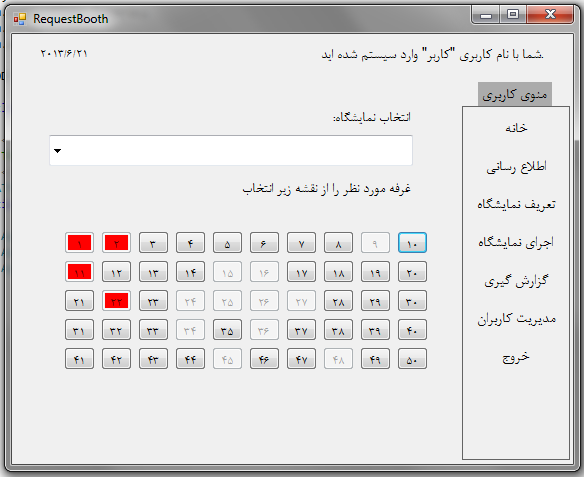 RequestBooth
شما با نام کاربری "کاربر" وارد سیستم شده اید.
۲۰۱۳/۶/۲۱
منوی کاربری
خانه
اطلاع رسانی
تعریف نمایشگاه
اجرای نمایشگاه
گزارش گیری
مدیریت کاربران
خروج
انتخاب نمایشگاه:
غرفه مورد نظر را از نقشه زیر انتخاب
۱ ۲ ۳ ۴ ۵ ۶ ۷ ۸ ۹ ۱۰
۱۱ ۱۲ ۱۳ ۱۴ ۱۵ ۱۶ ۱۷ ۱۸ ۱۹ ۲۰
۲۱ ۲۲ ۲۳ ۲۴ ۲۵ ۲۶ ۲۷ ۲۸ ۲۹ ۳۰
۳۱ ۳۲ ۳۳ ۳۴ ۳۵ ۳۶ ۳۷ ۳۸ ۳۹ ۴۰
۴۱ ۴۲ ۴۳ ۴۴ ۴۵ ۴۶ ۴۷ ۴۸ ۴۹ ۵۰